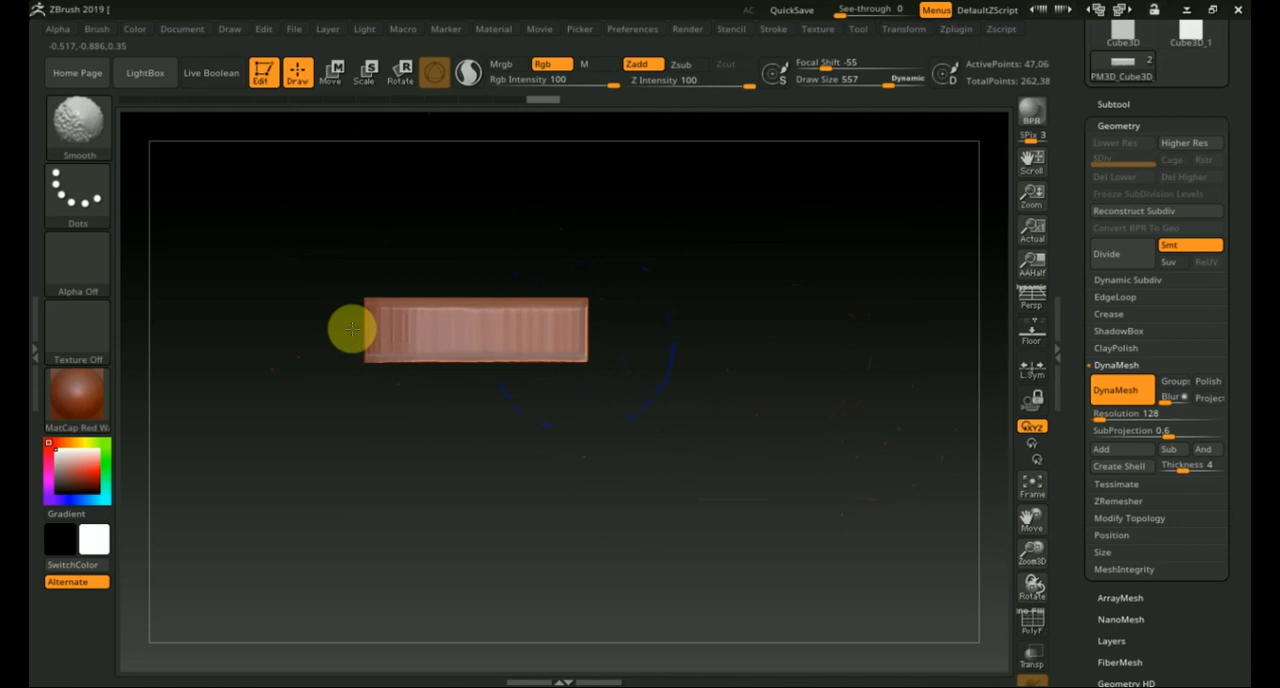 ZBrush 2019 [
AC QuickSave See-through 0 Menus DefaultZScript
Alpha Brush Color Document Draw Edit File Layer Light Macro Marker Material Movie Picker Preferences Render Stencil Stroke Texture Tool Transform Zplugin Zscript
-0.517,-0.886,0.35
Home Page LightBox Live Boolean Edit Draw Move Scale Rotate
Mrgb Rgb M Zadd Zsub Zcut
Rgb Intensity 100 Z Intensity 100
Focal Shift -55
Draw Size 557 Dynamic
ActivePoints: 47,06
TotalPoints: 262,38
S D
Smooth
Dots
Alpha Off
Texture Off
MatCap Red Wa
Gradient
SwitchColor
Alternate
BPR
SPix 3
Scroll
Zoom
Actual
AAHalf
Dynamic
Persp
Floor
L.Sym
XYZ
Frame
Move
Zoom3D
Rotate
Line Fill
PolyF
Transp
Cube3D Cube3D_1
2
PM3D_Cube3D
Subtool
Geometry
Lower Res Higher Res
SDiv Cage Rstr
Del Lower Del Higher
Freeze SubDivision Levels
Reconstruct Subdiv
Convert BPR To Geo
Divide Smt
Suv ReUV
Dynamic Subdiv
EdgeLoop
Crease
ShadowBox
ClayPolish
DynaMesh
DynaMesh Groups Polish
Blur Project
Resolution 128
SubProjection 0.6
Add Sub And
Create Shell Thickness 4
Tessimate
ZRemesher
Modify Topology
Position
Size
MeshIntegrity
ArrayMesh
NanoMesh
Layers
FiberMesh
Geometry HD